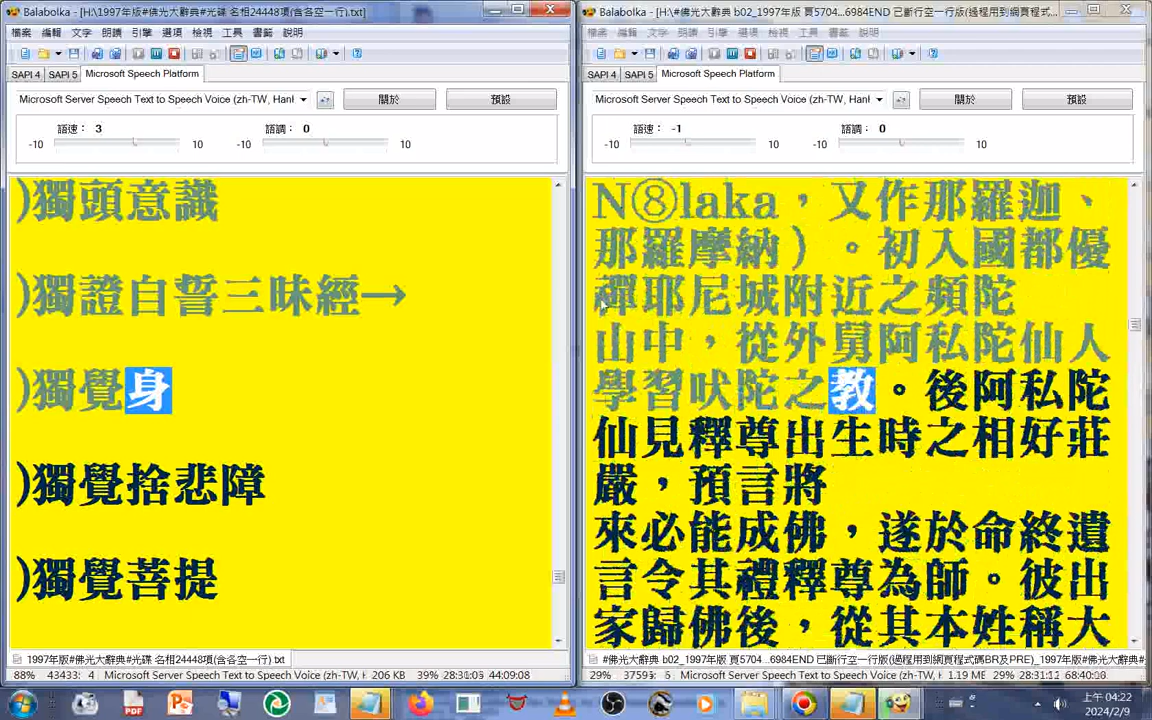 Balabolka - [H:\1997年版#佛光大辭典#光碟 名相24448項(含各空一行).txt]
檔案 編輯 文字 朗讀 引擎 選項 檢視 工具 書籤 說明
SAPI 4 SAPI 5 Microsoft Speech Platform
Microsoft Server Speech Text to Speech Voice (zh-TW, Hanl
關於
預設
語速： 3
語調： 0
-10 10 -10 10
)獨頭意識
)獨證自誓三昧經→
)獨覺身
)獨覺捨悲障
)獨覺菩提
1997年版#佛光大辭典#光碟 名相24448項(含各空一行).txt
88% 43433: 4 Microsoft Server Speech Text to Speech Voice (zh-TW, Hanl 206 KB 39% 28:31:03 44:09:08
Balabolka - [H:\#佛光大辭典 b02_1997年版 頁5704...6984END 已斷行空一行版(過程用到網頁程式...
檔案 編輯 文字 朗讀 引擎 選項 檢視 工具 書籤 說明
SAPI 4 SAPI 5 Microsoft Speech Platform
Microsoft Server Speech Text to Speech Voice (zh-TW, Hanl
關於
預設
語速： -1
語調： 0
-10 10 -10 10
N⑧laka，又作那羅迦、
那羅摩納）。初入國都優
禪耶尼城附近之頻陀
山中，從外舅阿私陀仙人
學習吠陀之教。後阿私陀
仙見釋尊出生時之相好莊
嚴，預言將
來必能成佛，遂於命終遺
言令其禮釋尊為師。彼出
家歸佛後，從其本姓稱大
#佛光大辭典 b02_1997年版 頁5704...6984END 已斷行空一行版(過程用到網頁程式碼BR及PRE)_1997年版#
29% 37593: 5 Microsoft Server Speech Text to Speech Voice (zh-TW, Hanl 1.19 MB 29% 28:31:12 68:40:06
上午 04:22
2024/2/9